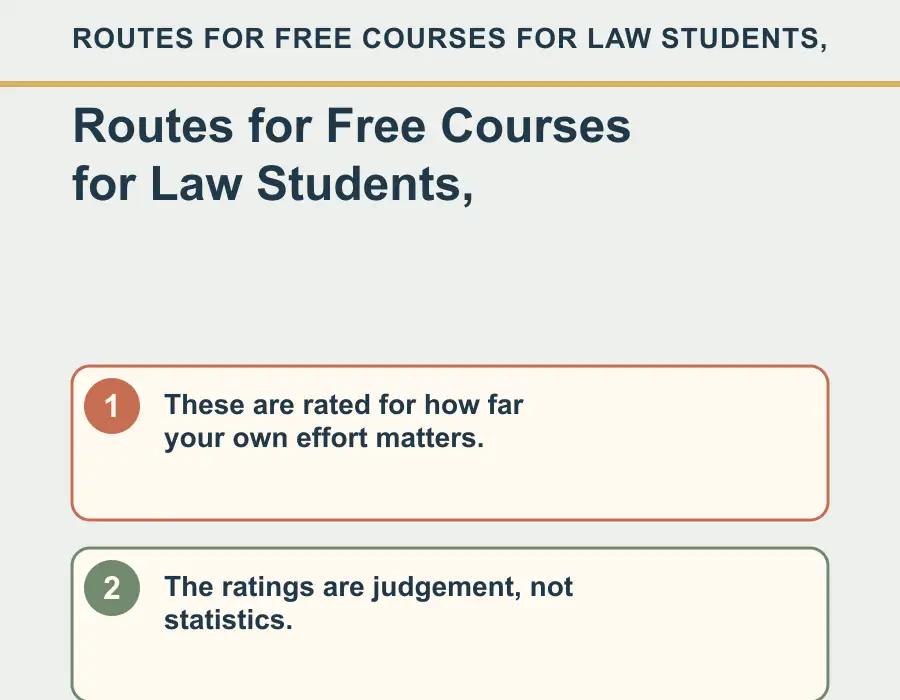 ROUTES FOR FREE COURSES FOR LAW STUDENTS,
Routes for Free Courses
for Law Students,
1
These are rated for how far
your own effort matters.
2
The ratings are judgement, not
statistics.